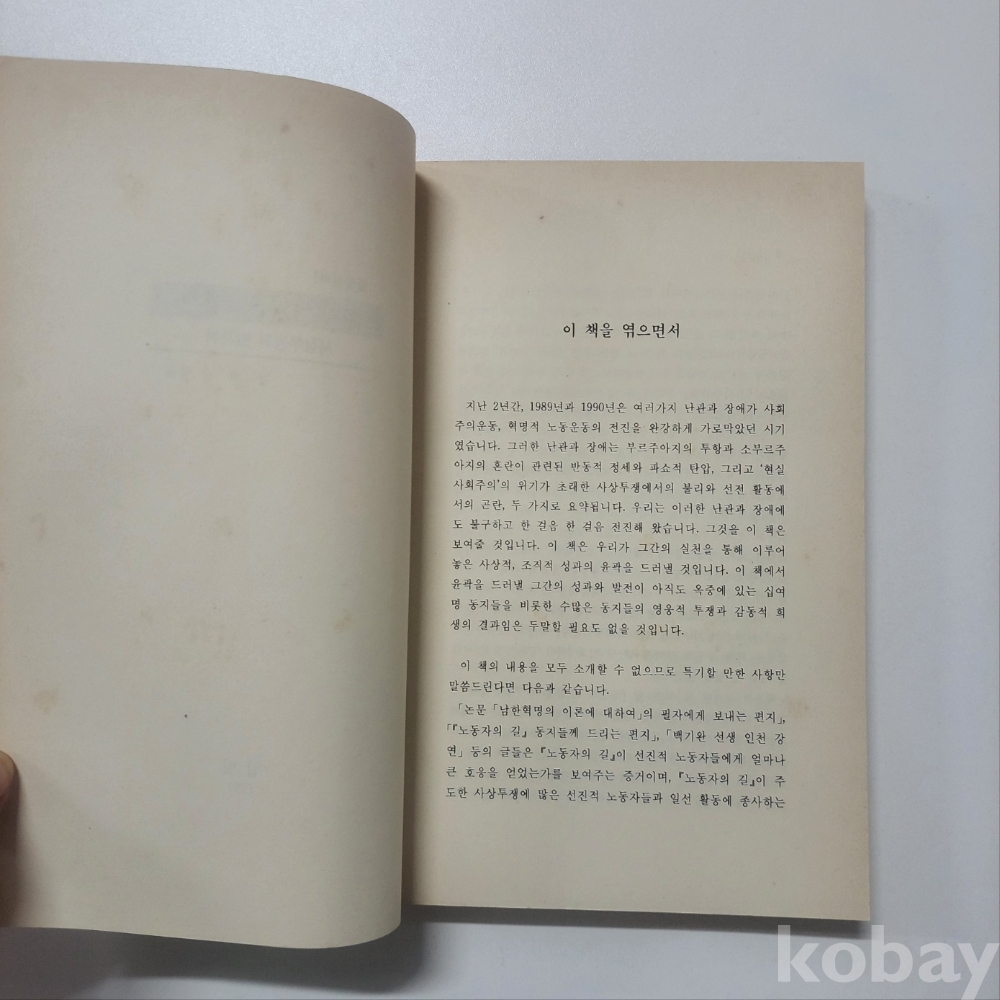 이 책을 엮으면서
지난 2년간, 1989년과 1990년은 여러가지 난관과 장애가 사회
주의운동, 혁명적 노동운동의 전진을 완강하게 가로막았던 시기
였습니다. 그러한 난관과 장애는 부르주아지의 투항과 소부르주
아지의 혼란이 관련된 반동적 정세와 파쇼적 탄압, 그리고 '현실
사회주의'의 위기가 초래한 사상투쟁에서의 불리와 선전 활동에
서의 곤란, 두 가지로 요약됩니다. 우리는 이러한 난관과 장애에
도 불구하고 한 걸음 한 걸음 전진해 왔습니다. 그것을 이 책은
보여줄 것입니다. 이 책은 우리가 그간의 실천을 통해 이루어
놓은 사상적, 조직적 성과의 윤곽을 드러낼 것입니다. 이 책에서
윤곽을 드러낼 그간의 성과와 발전이 아직도 옥중에 있는 십여
명 동지들을 비롯한 수많은 동지들의 영웅적 투쟁과 감동적 희
생의 결과임은 두말할 필요도 없을 것입니다.
이 책의 내용을 모두 소개할 수 없으므로 특기할 만한 사항만
말씀드린다면 다음과 같습니다.
「논문「남한혁명의 이론에 대하여」의 필자에게 보내는 편지」,
「『노동자의 길』 동지들께 드리는 편지」, 「백기완 선생 인천 강
연」 등의 글들은 『노동자의 길』이 선진적 노동자들에게 얼마나
큰 호응을 얻었는가를 보여주는 증거이며, 『노동자의 길』이 주
도한 사상투쟁에 많은 선진적 노동자들과 일선 활동에 종사하는
kobay